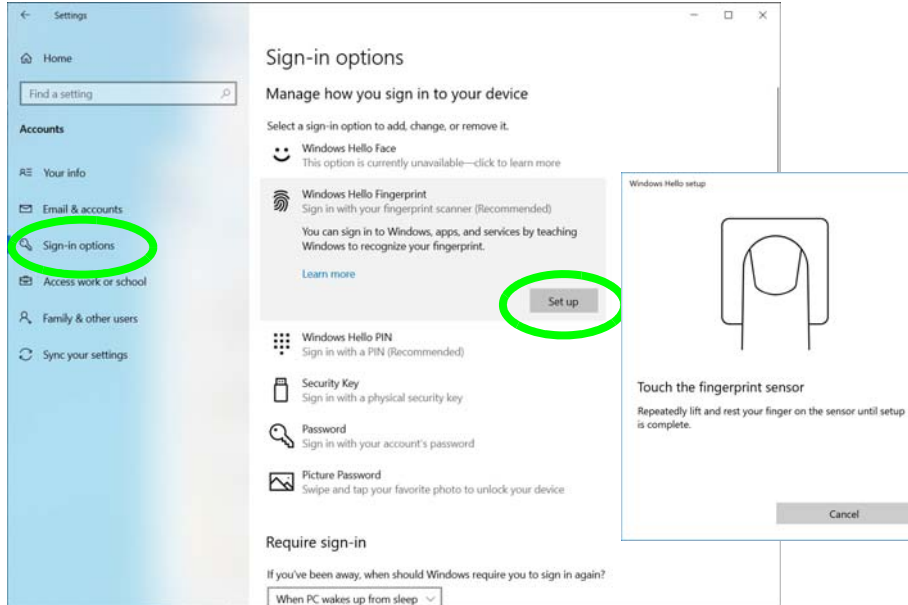 Settings
Home
Find a setting
Accounts
Your info
Email & accounts
Sign-in options
Access work or school
Family & other users
Sync your settings
Sign-in options
Manage how you sign in to your device
Select a sign-in option to add, change, or remove it.
Windows Hello Face
This option is currently unavailable—click to learn more
Windows Hello Fingerprint
Sign in with your fingerprint scanner (Recommended)
You can sign in to Windows, apps, and services by teaching
Windows to recognize your fingerprint.
Learn more
Set up
Windows Hello PIN
Sign in with a PIN (Recommended)
Security Key
Sign in with a physical security key
Password
Sign in with your account's password
Picture Password
Swipe and tap your favorite photo to unlock your device
Require sign-in
If you've been away, when should Windows require you to sign in again?
When PC wakes up from sleep
Windows Hello setup
Touch the fingerprint sensor
Repeatedly lift and rest your finger on the sensor until setup
is complete.
Cancel